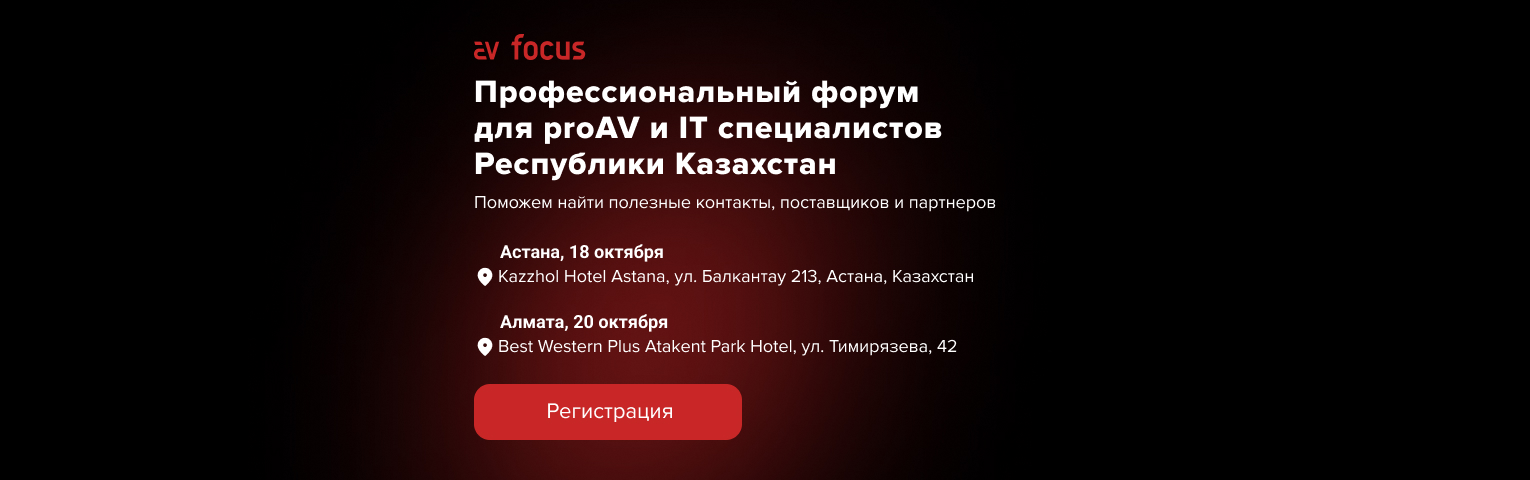 av focus
Профессиональный форум
для proAV и IT специалистов
Республики Казахстан
Поможем найти полезные контакты, поставщиков и партнеров
Астана, 18 октября
Kazzhol Hotel Astana, ул. Балкантау 213, Астана, Казахстан
Алмата, 20 октября
Best Western Plus Atakent Park Hotel, ул. Тимирязева, 42
Регистрация